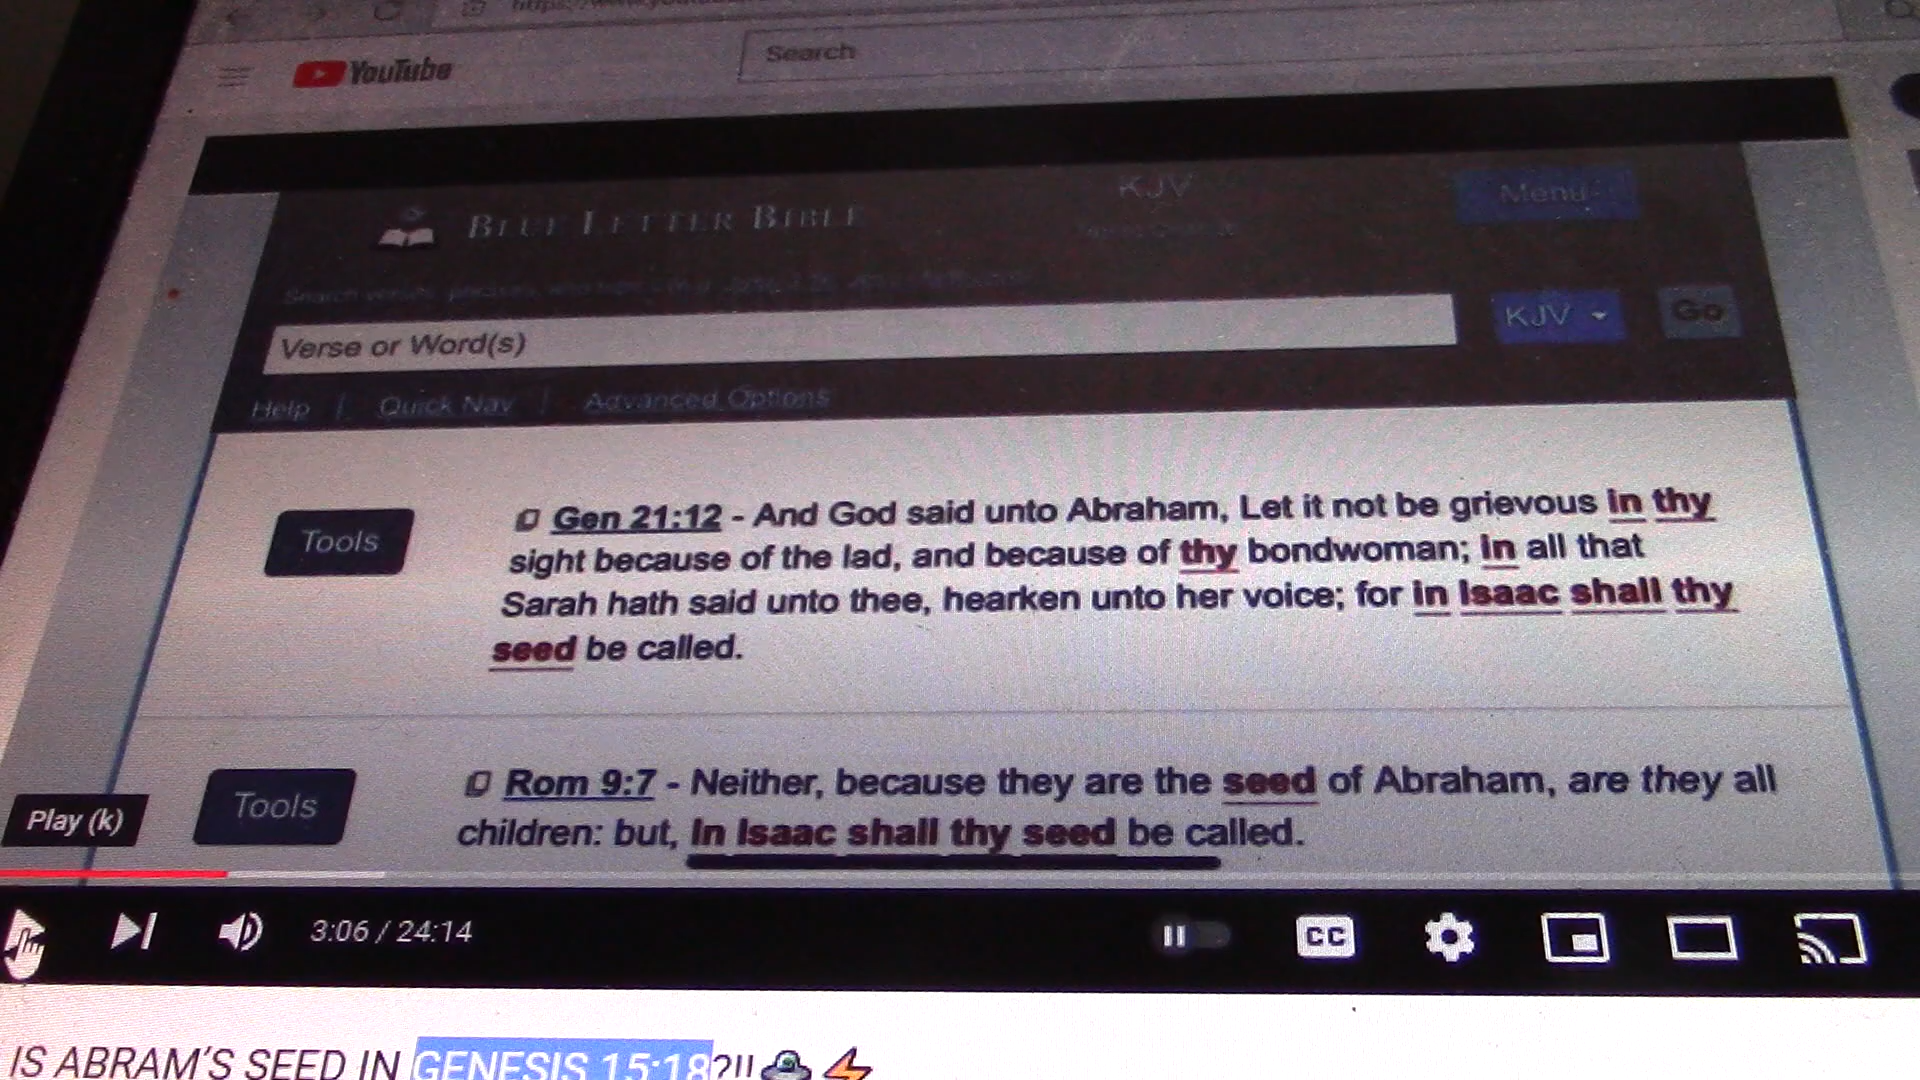 YouTube
Search
BLUE LETTER BIBLE
KJV
Menu
Verse or Word(s)
KJV
Go
Help | Quick Nav | Advanced Options
Tools
Gen 21:12 - And God said unto Abraham, Let it not be grievous in thy
sight because of the lad, and because of thy bondwoman; in all that
Sarah hath said unto thee, hearken unto her voice; for in Isaac shall thy
seed be called.
Tools
Rom 9:7 - Neither, because they are the seed of Abraham, are they all
children: but, In Isaac shall thy seed be called.
Play (k)
3:06 / 24:14
CC
IS ABRAM'S SEED IN GENESIS 15:18?!!